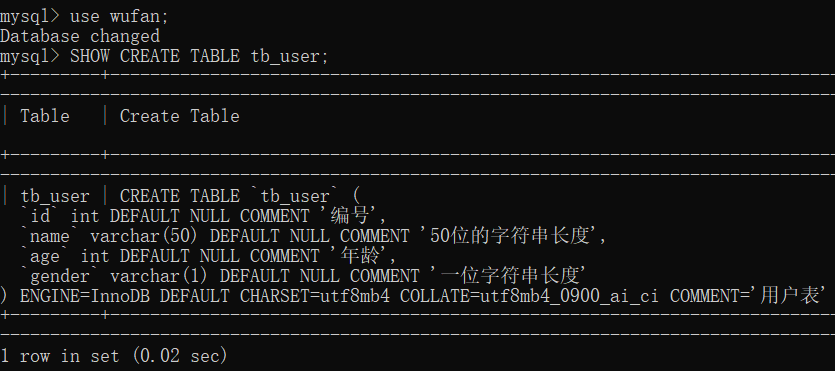 mysql> use wufan;
Database changed
mysql> SHOW CREATE TABLE tb_user;
| Table | Create Table
| tb_user | CREATE TABLE `tb_user` (
`id` int DEFAULT NULL COMMENT '编号',
`name` varchar(50) DEFAULT NULL COMMENT '50位的字符串长度',
`age` int DEFAULT NULL COMMENT '年龄',
`gender` varchar(1) DEFAULT NULL COMMENT '一位字符串长度'
) ENGINE=InnoDB DEFAULT CHARSET=utf8mb4 COLLATE=utf8mb4_0900_ai_ci COMMENT='用户表'
1 row in set (0.02 sec)